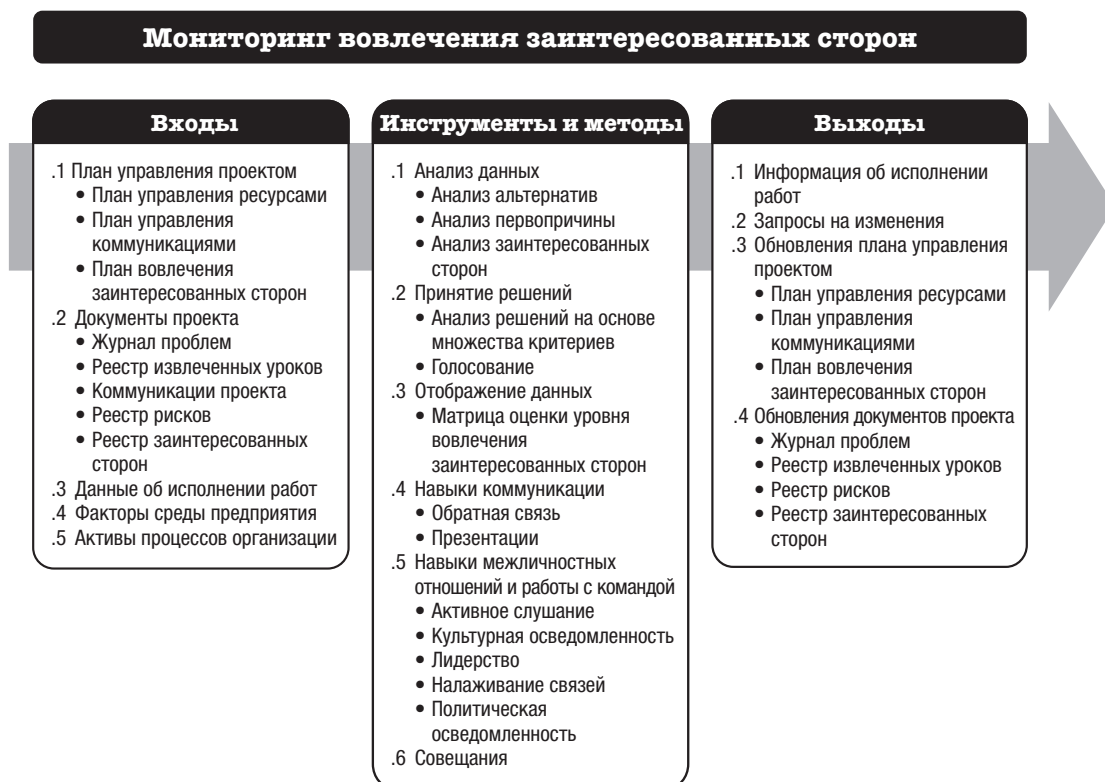 Мониторинг вовлечения заинтересованных сторон
Входы
.1 План управления проектом
• План управления ресурсами
• План управления
коммуникациями
• План вовлечения
заинтересованных сторон
.2 Документы проекта
• Журнал проблем
• Реестр извлеченных уроков
• Коммуникации проекта
• Реестр рисков
• Реестр заинтересованных
сторон
.3 Данные об исполнении работ
.4 Факторы среды предприятия
.5 Активы процессов организации
Инструменты и методы
.1 Анализ данных
• Анализ альтернатив
• Анализ первопричины
• Анализ заинтересованных
сторон
.2 Принятие решений
• Анализ решений на основе
множества критериев
• Голосование
.3 Отображение данных
• Матрица оценки уровня
вовлечения
заинтересованных сторон
.4 Навыки коммуникации
• Обратная связь
• Презентации
.5 Навыки межличностных
отношений и работы с командой
• Активное слушание
• Культурная осведомленность
• Лидерство
• Налаживание связей
• Политическая
осведомленность
.6 Совещания
Выходы
.1 Информация об исполнении
работ
.2 Запросы на изменения
.3 Обновления плана управления
проектом
• План управления ресурсами
• План управления
коммуникациями
• План вовлечения
заинтересованных сторон
.4 Обновления документов проекта
• Журнал проблем
• Реестр извлеченных уроков
• Реестр рисков
• Реестр заинтересованных
сторон